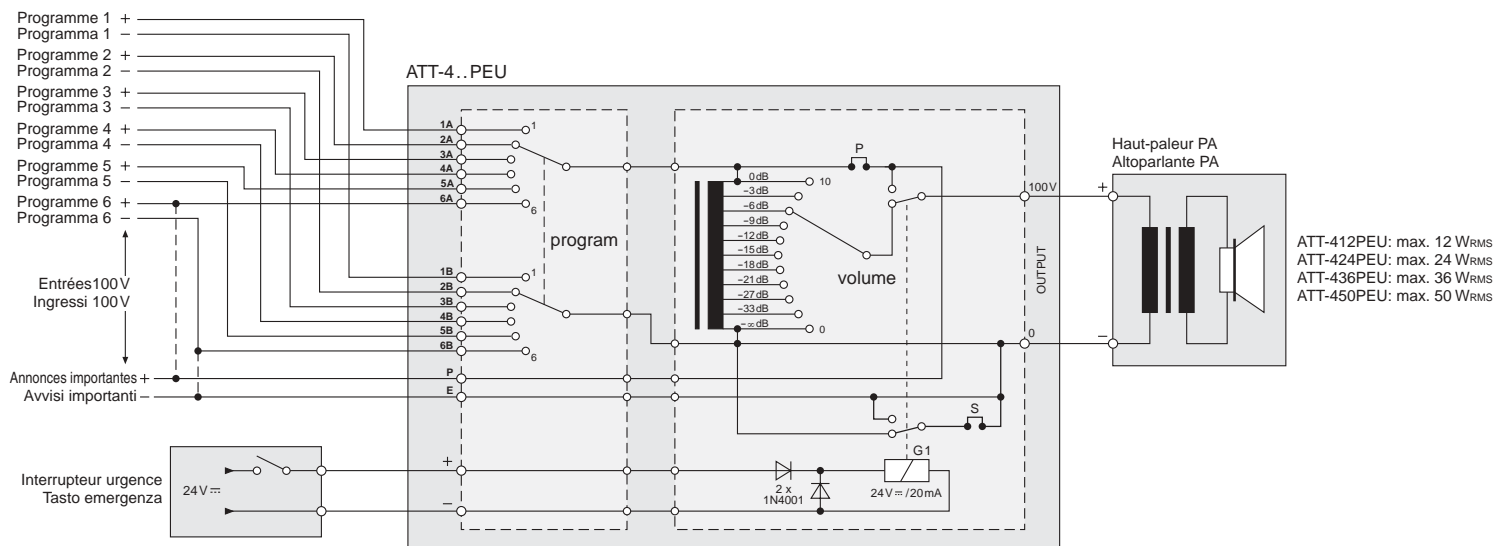 Programme 1 +
Programma 1 −
Programme 2 +
Programma 2 −
Programme 3 +
Programma 3 −
Programme 4 +
Programma 4 −
Programme 5 +
Programma 5 −
Programme 6 +
Programma 6 −
Entrées100 V
Ingressi 100 V
Annonces importantes +
Avvisi importanti −
Interrupteur urgence
Tasto emergenza
24 V ⎓
ATT-4..PEU
1A
2A
3A
4A
5A
6A
1
6
program
1B
2B
3B
4B
5B
6B
1
6
P
E
+
−
0 dB
−3 dB
−6 dB
−9 dB
−12 dB
−15 dB
−18 dB
−21 dB
−27 dB
−33 dB
−∞ dB
10
0
volume
P
S
G1
24 V ⎓ /20 mA
2 x
1N4001
100 V
OUTPUT
0
Haut-paleur PA
Altoparlante PA
+
−
ATT-412PEU: max. 12 WRMS
ATT-424PEU: max. 24 WRMS
ATT-436PEU: max. 36 WRMS
ATT-450PEU: max. 50 WRMS